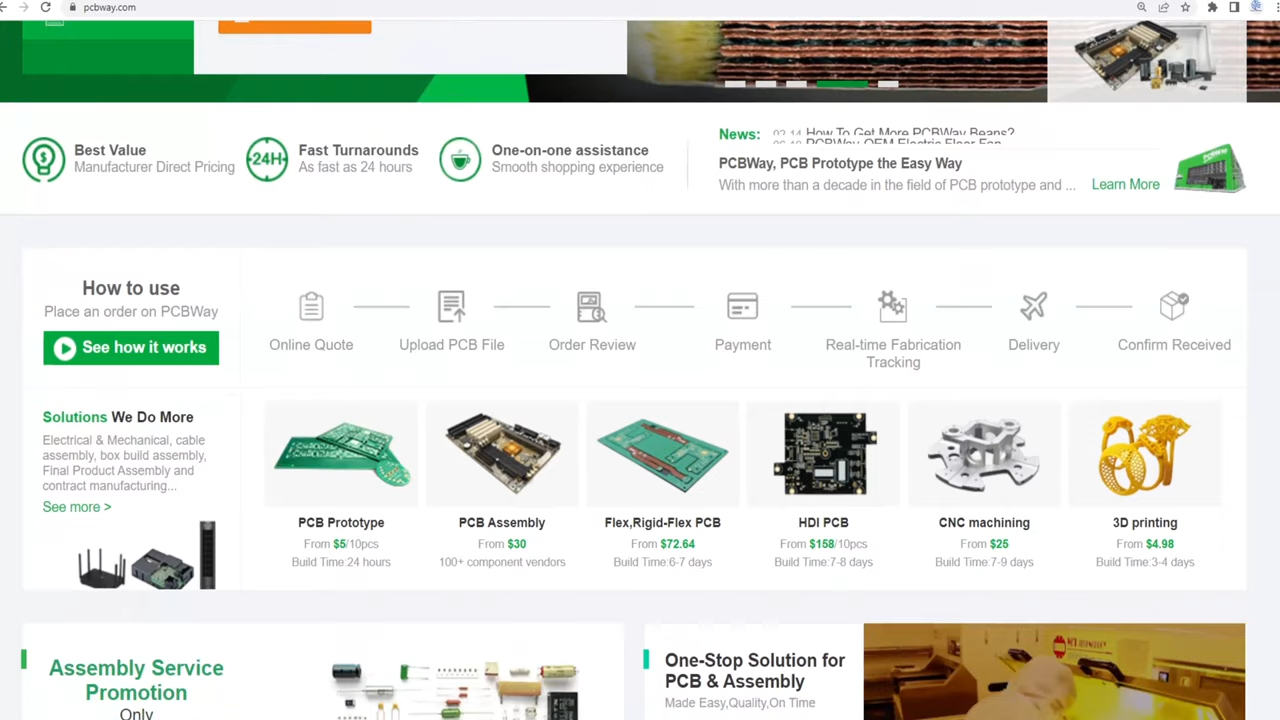 pcbway.com
Best Value
Manufacturer Direct Pricing
24H
Fast Turnarounds
As fast as 24 hours
One-on-one assistance
Smooth shopping experience
News:
How To Get More PCBWay Beans?
PCBWay, PCB Prototype the Easy Way
With more than a decade in the field of PCB prototype and ...
Learn More
How to use
Place an order on PCBWay
See how it works
Online Quote
Upload PCB File
Order Review
Payment
Real-time Fabrication
Tracking
Delivery
Confirm Received
Solutions We Do More
Electrical & Mechanical, cable
assembly, box build assembly,
Final Product Assembly and
contract manufacturing...
See more >
PCB Prototype
From $5/10pcs
Build Time:24 hours
PCB Assembly
From $30
100+ component vendors
Flex,Rigid-Flex PCB
From $72.64
Build Time:6-7 days
HDI PCB
From $158/10pcs
Build Time:7-8 days
CNC machining
From $25
Build Time:7-9 days
3D printing
From $4.98
Build Time:3-4 days
Assembly Service
Promotion
Only
One-Stop Solution for
PCB & Assembly
Made Easy,Quality,On Time